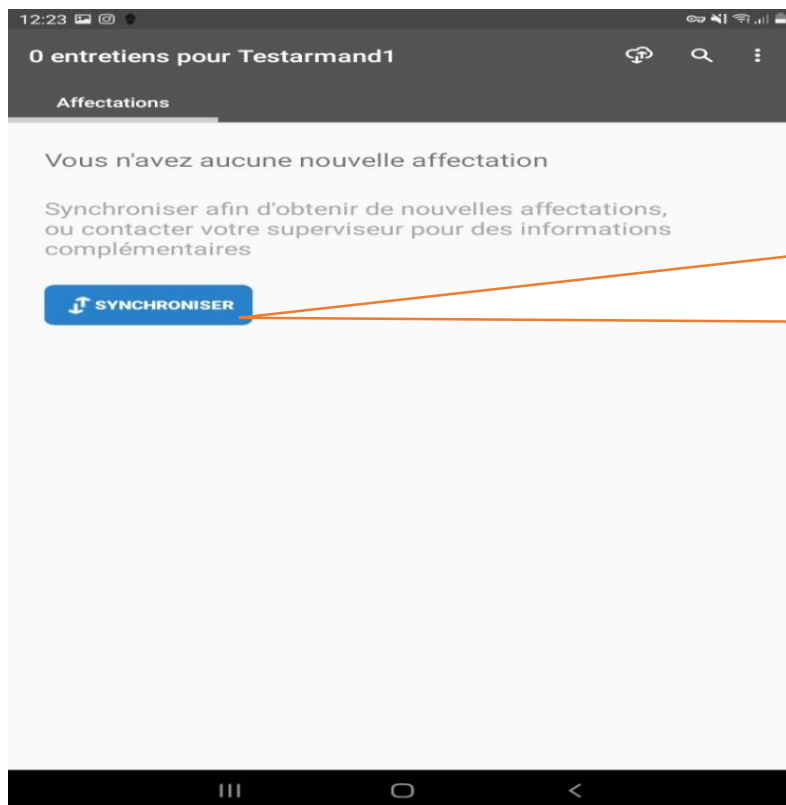 12:23
0 entretiens pour Testarmand1
Affectations
Vous n'avez aucune nouvelle affectation
Synchroniser afin d'obtenir de nouvelles affectations,
ou contacter votre superviseur pour des informations
complémentaires
SYNCHRONISER